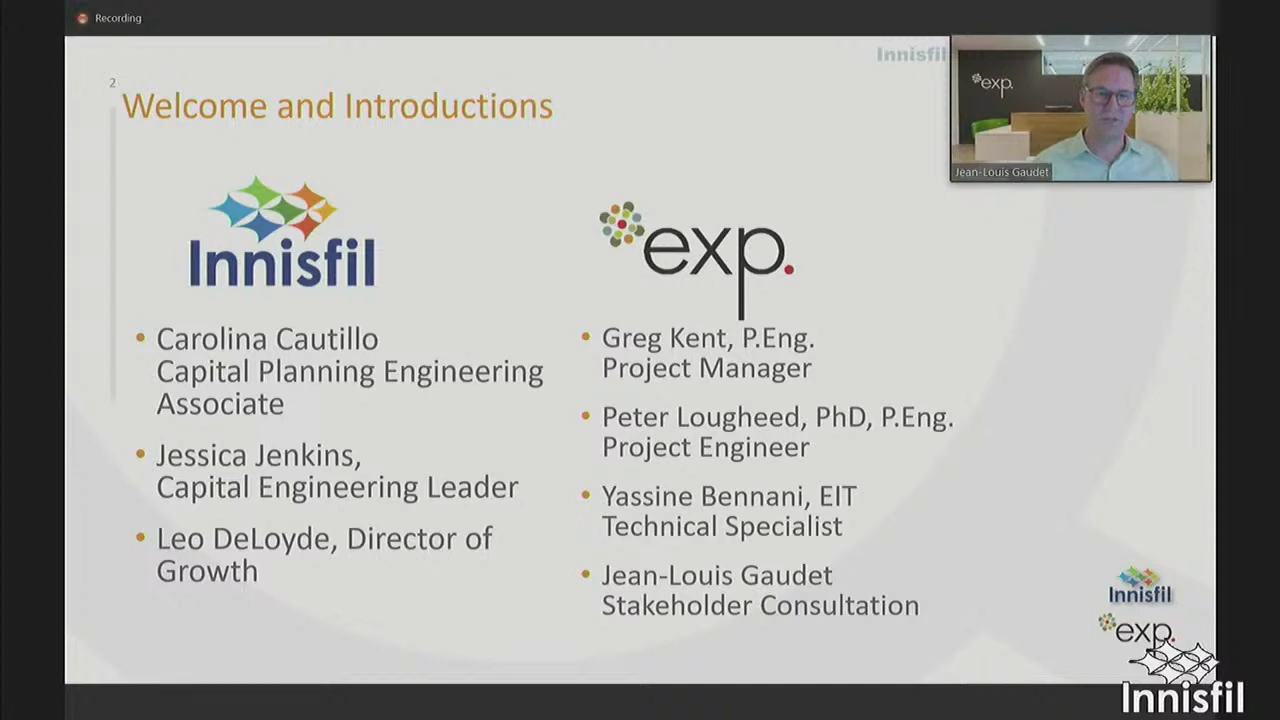 Recording
Innisfil
2
Welcome and Introductions
exp.
Jean-Louis Gaudet
Innisfil
exp.
• Carolina Cautillo
Capital Planning Engineering
Associate
• Jessica Jenkins,
Capital Engineering Leader
• Leo DeLoyde, Director of
Growth
• Greg Kent, P.Eng.
Project Manager
• Peter Lougheed, PhD, P.Eng.
Project Engineer
• Yassine Bennani, EIT
Technical Specialist
• Jean-Louis Gaudet
Stakeholder Consultation
Innisfil
exp.
Innisfil